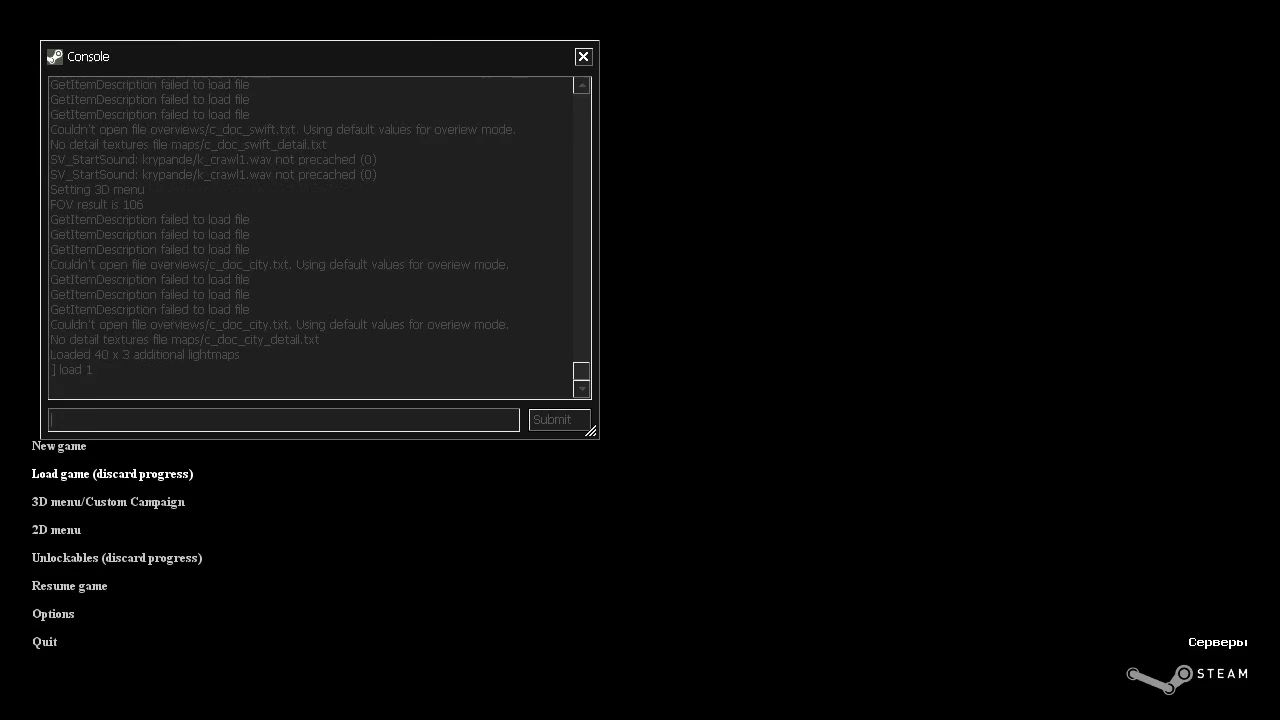 Console
GetItemDescription failed to load file
GetItemDescription failed to load file
GetItemDescription failed to load file
Couldn't open file overviews/c_doc_swift.txt. Using default values for overiew mode.
No detail textures file maps/c_doc_swift_detail.txt
SV_StartSound: krypande/k_crawl1.wav not precached (0)
SV_StartSound: krypande/k_crawl1.wav not precached (0)
Setting 3D menu
FOV result is 106
GetItemDescription failed to load file
GetItemDescription failed to load file
GetItemDescription failed to load file
Couldn't open file overviews/c_doc_city.txt. Using default values for overiew mode.
GetItemDescription failed to load file
GetItemDescription failed to load file
GetItemDescription failed to load file
Couldn't open file overviews/c_doc_city.txt. Using default values for overiew mode.
No detail textures file maps/c_doc_city_detail.txt
Loaded 40 x 3 additional lightmaps
] load 1
Submit
New game
Load game (discard progress)
3D menu/Custom Campaign
2D menu
Unlockables (discard progress)
Resume game
Options
Quit
Серверы
STEAM